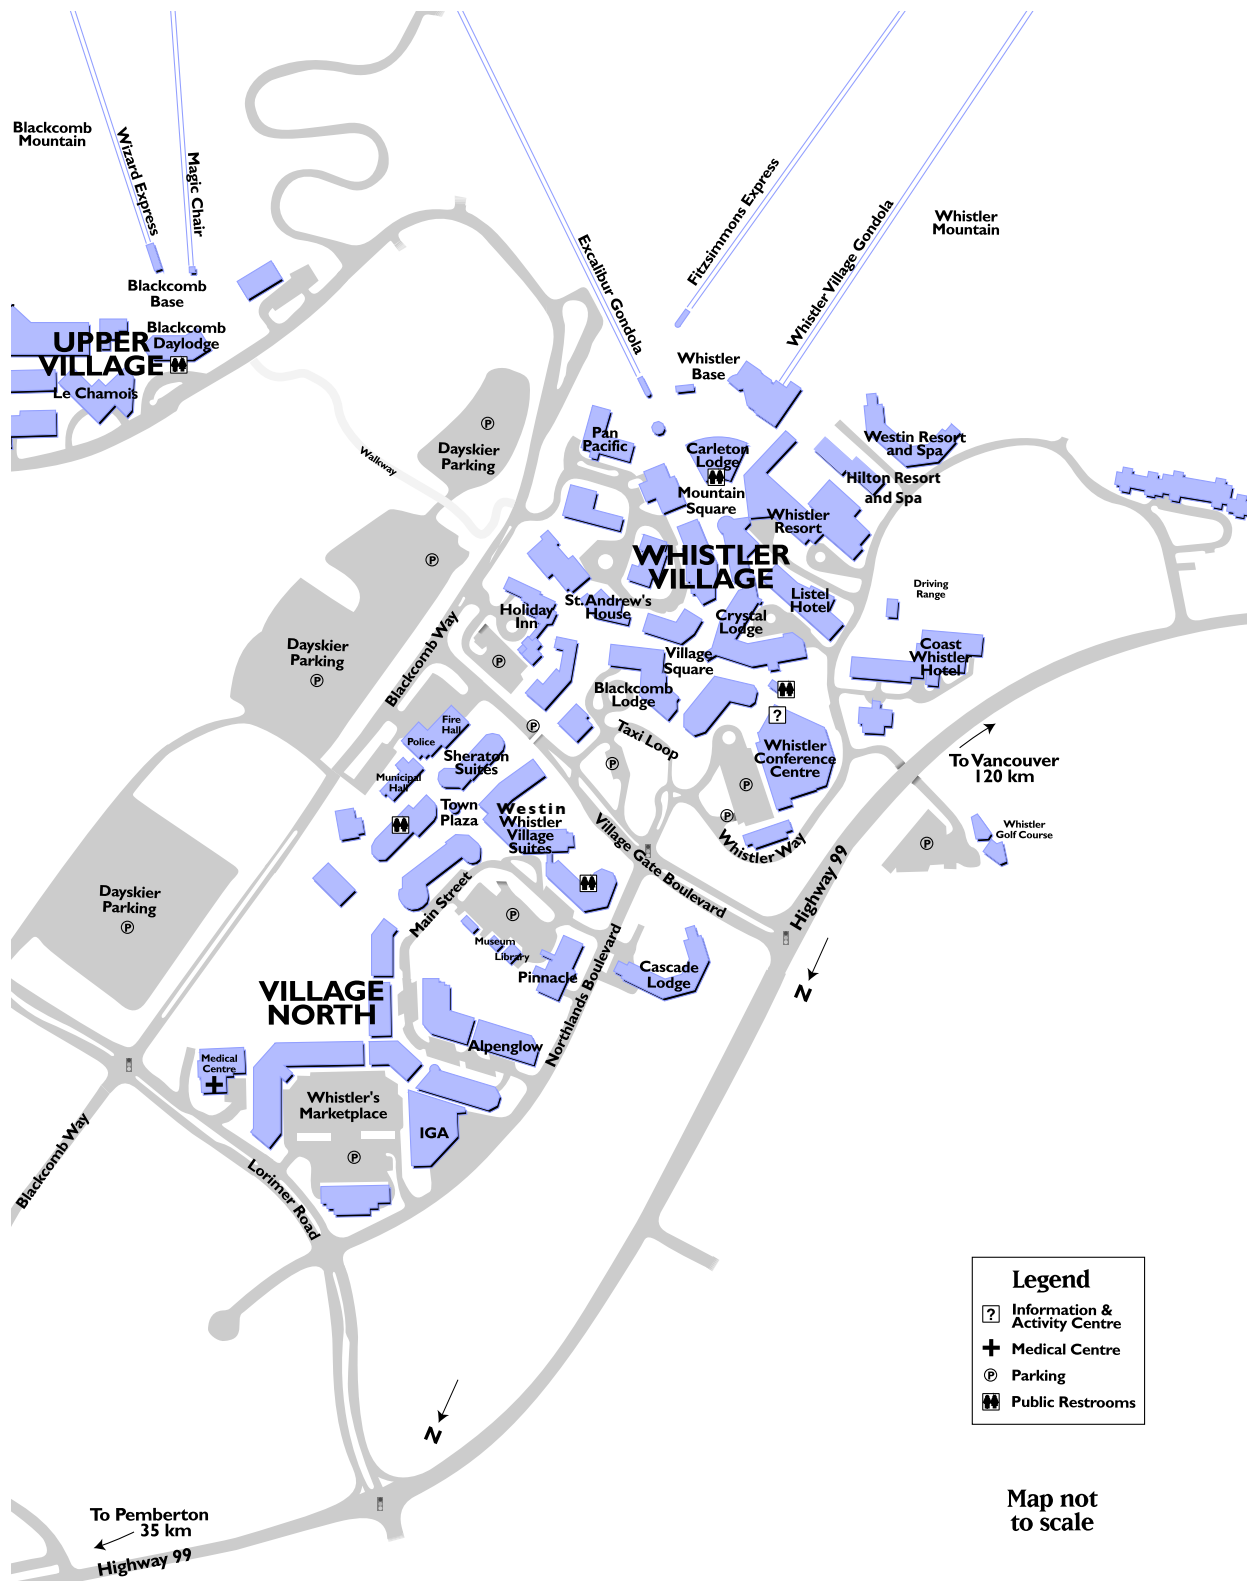 Blackcomb
Mountain
Wizard Express
Magic Chair
Excalibur Gondola
Fitzsimmons Express
Whistler Village Gondola
Whistler
Mountain
Blackcomb
Base
Blackcomb
Daylodge
UPPER
VILLAGE
Le Chamois
Whistler
Base
Walkway
P
Dayskier
Parking
Pan
Pacific
Carleton
Lodge
Mountain
Square
Westin Resort
and Spa
Hilton Resort
and Spa
Whistler
Resort
WHISTLER
VILLAGE
P
Dayskier
Parking
P
Blackcomb Way
Holiday
Inn
St. Andrew's
House
Listel
Hotel
Crystal
Lodge
Driving
Range
Coast
Whistler
Hotel
P
Village
Square
Blackcomb
Lodge
?
P
Taxi Loop
P
Whistler
Conference
Centre
P
P
Whistler Way
To Vancouver
120 km
Whistler
Golf Course
P
Fire
Hall
Police
Municipal
Hall
Sheraton
Suites
Town
Plaza
Westin
Whistler
Village
Suites
Village Gate Boulevard
Highway 99
N
Dayskier
Parking
P
Main Street
P
Museum
Library
Pinnacle
Northlands Boulevard
Cascade
Lodge
VILLAGE
NORTH
Alpenglow
Medical
Centre
Whistler's
Marketplace
P
IGA
Blackcomb Way
Lorimer Road
N
To Pemberton
35 km
Highway 99
Legend
? Information &
Activity Centre
Medical Centre
P Parking
Public Restrooms
Map not
to scale